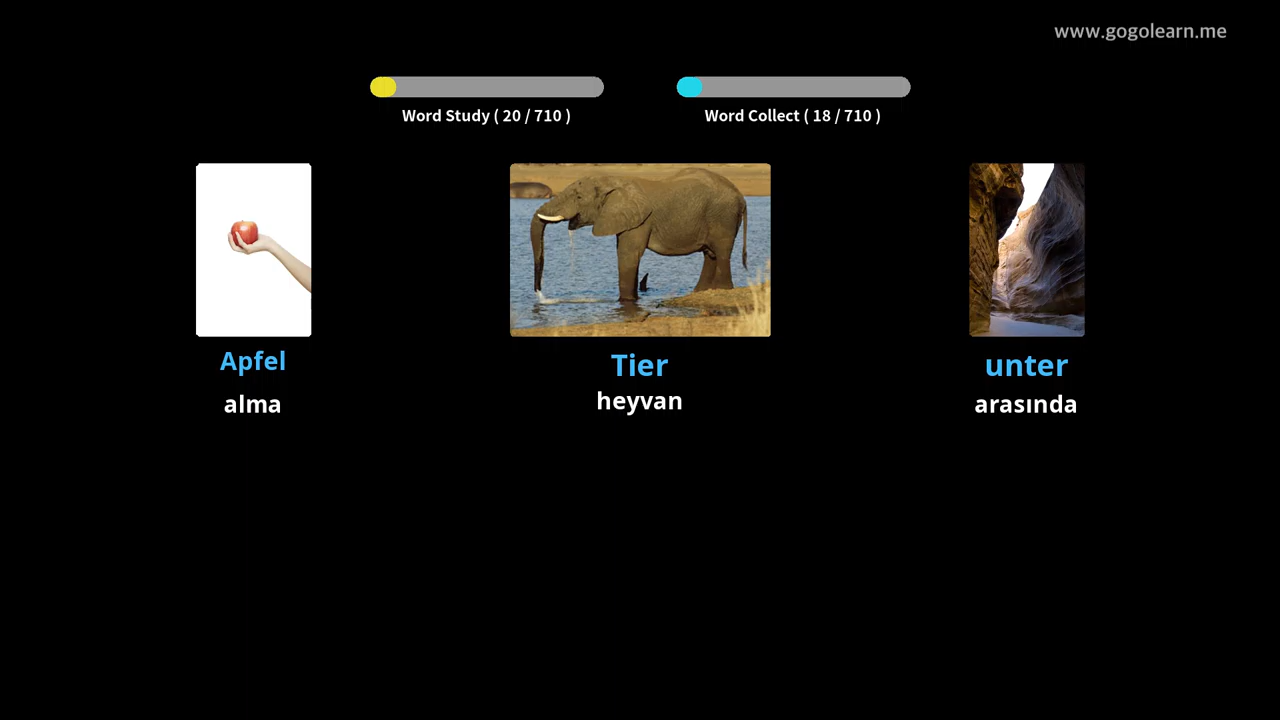 www.gogolearn.me
Word Study ( 20 / 710 )
Word Collect ( 18 / 710 )
Apfel
alma
Tier
heyvan
unter
arasında